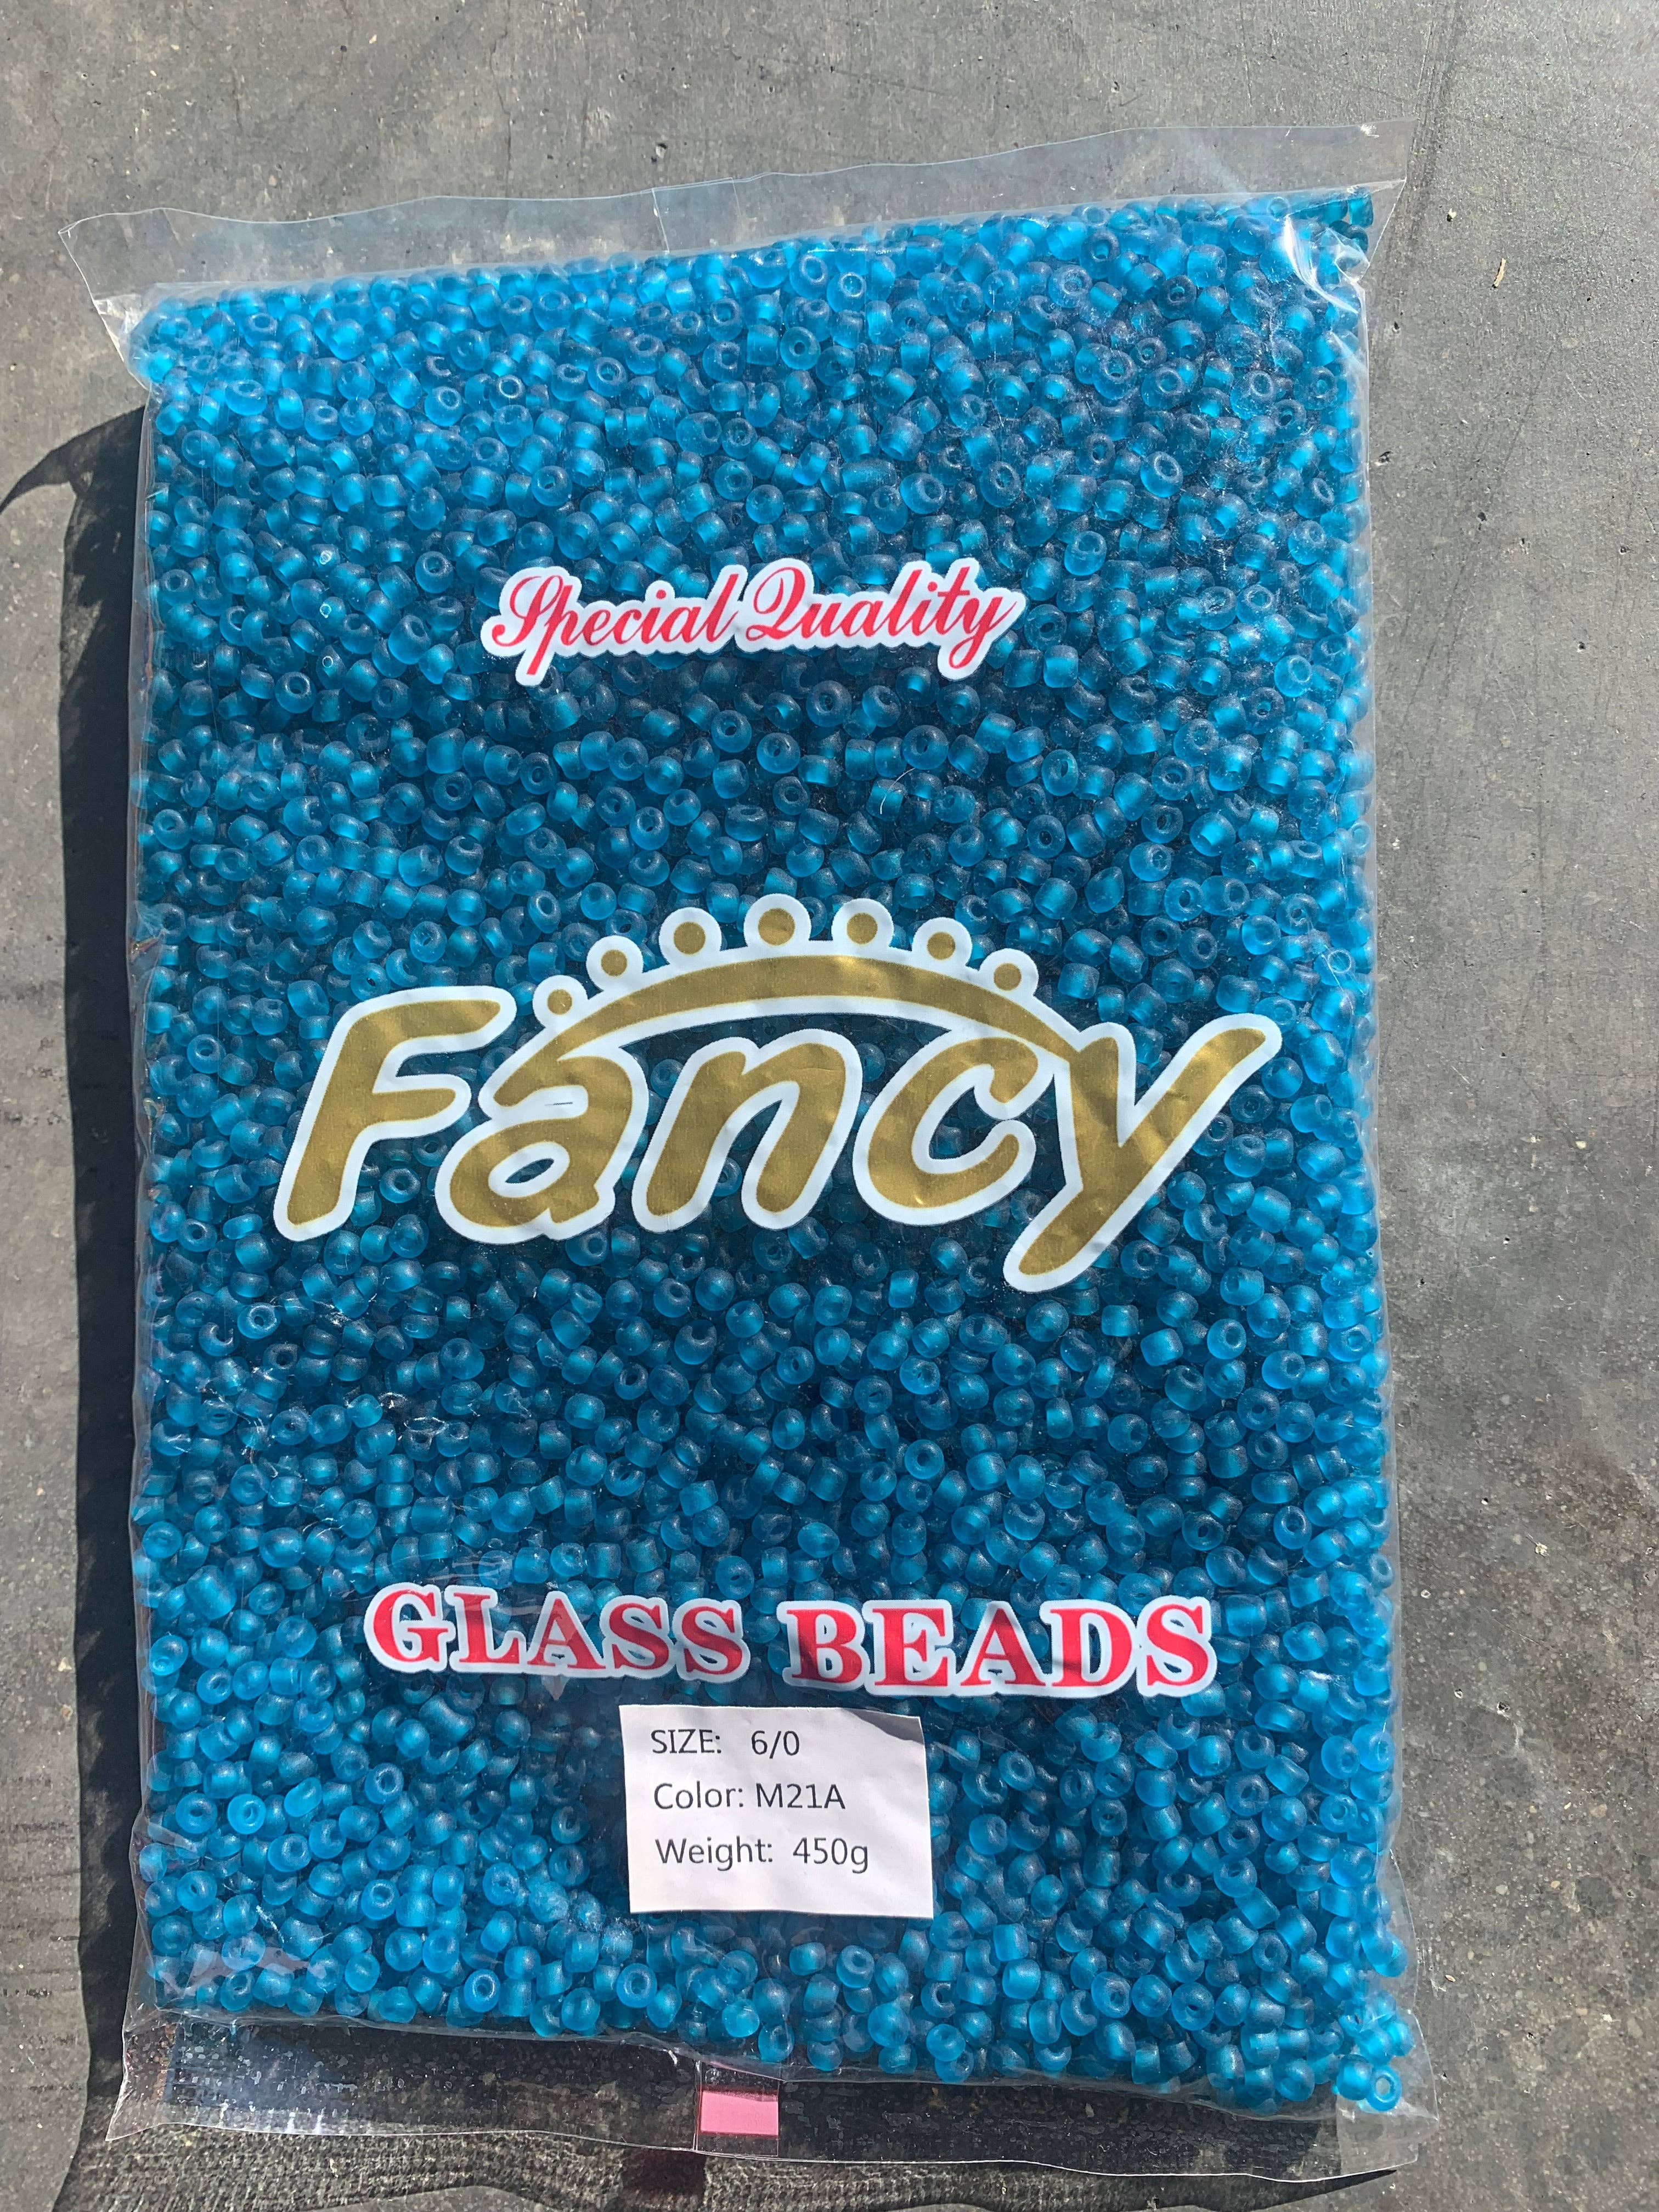 Special Quality
Fancy
GLASS BEADS
SIZE: 6/0
Color: M21A
Weight: 450g